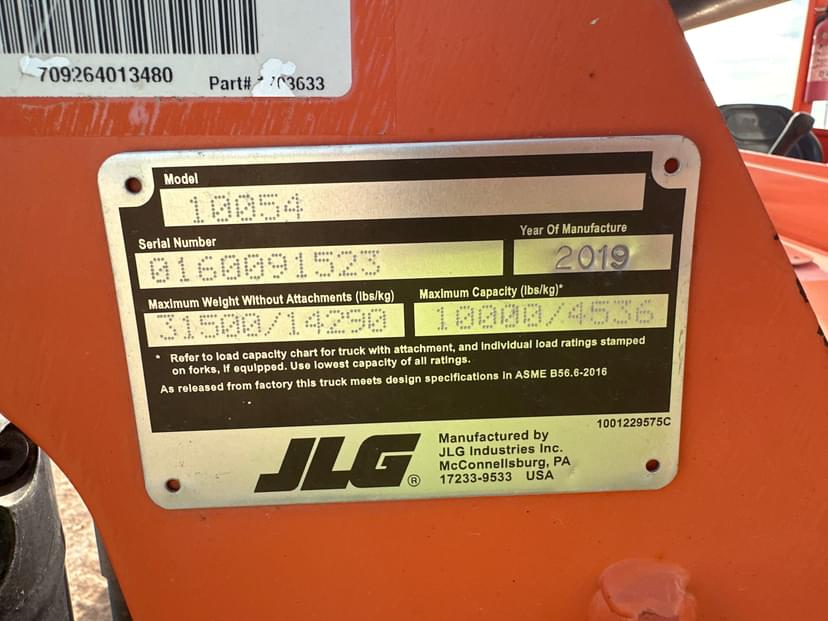 709264013480
Part#
Model
10054
Serial Number
0160091523
Year Of Manufacture
2019
Maximum Weight Without Attachments (lbs/kg)
31500/14290
Maximum Capacity (lbs/kg)*
10000/4536
* Refer to load capacity chart for truck with attachment, and individual load ratings stamped
on forks, if equipped. Use lowest capacity of all ratings.
As released from factory this truck meets design specifications in ASME B56.6-2016
1001229575C
JLG®
Manufactured by
JLG Industries Inc.
McConnellsburg, PA
17233-9533 USA